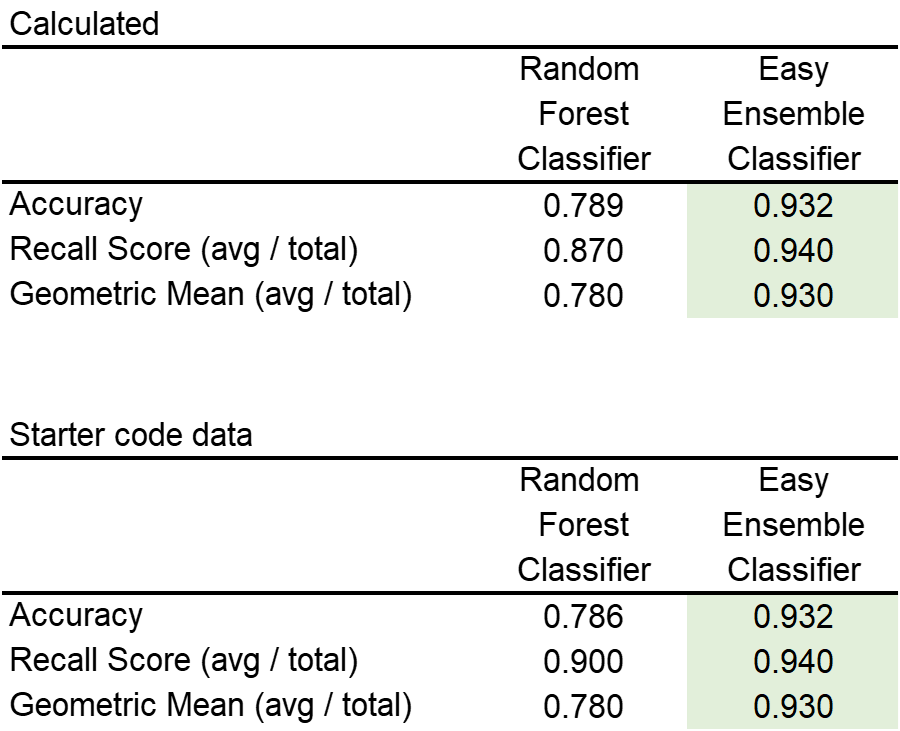 Calculated
Random Easy
Forest Ensemble
Classifier Classifier
Accuracy 0.789 0.932
Recall Score (avg / total) 0.870 0.940
Geometric Mean (avg / total) 0.780 0.930
Starter code data
Random Easy
Forest Ensemble
Classifier Classifier
Accuracy 0.786 0.932
Recall Score (avg / total) 0.900 0.940
Geometric Mean (avg / total) 0.780 0.930